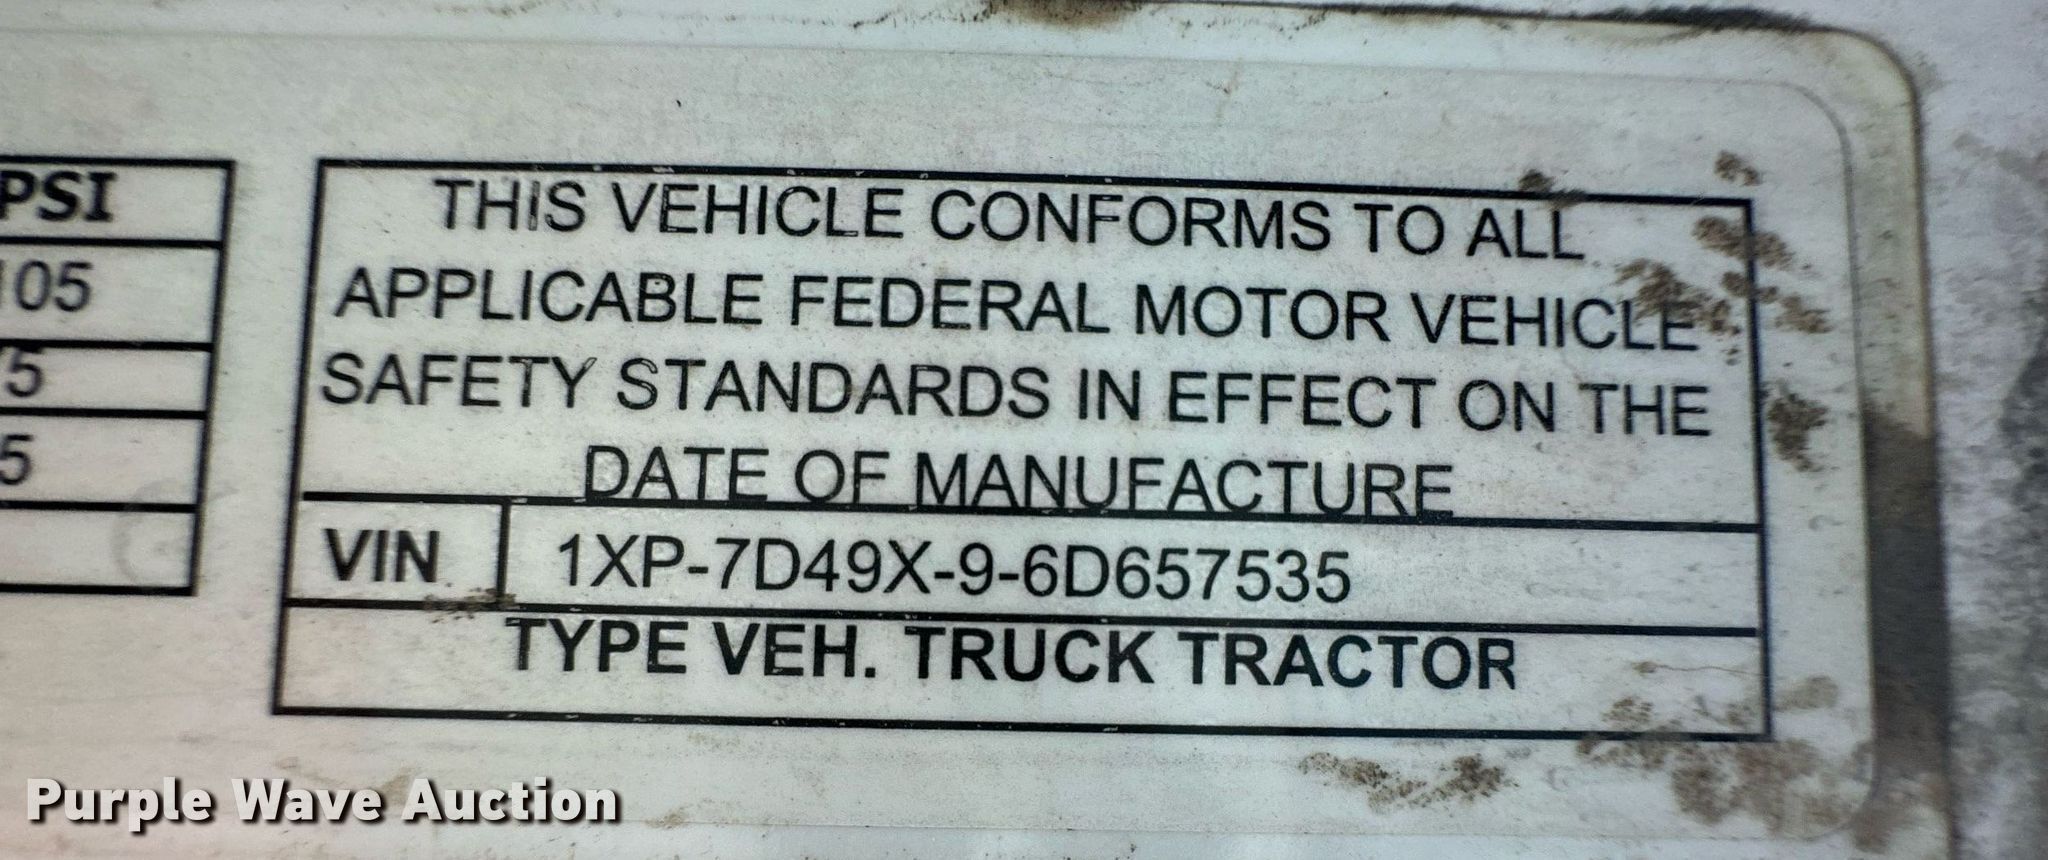 PSI
105
5
5
THIS VEHICLE CONFORMS TO ALL
APPLICABLE FEDERAL MOTOR VEHICLE
SAFETY STANDARDS IN EFFECT ON THE
DATE OF MANUFACTURE
VIN 1XP-7D49X-9-6D657535
TYPE VEH. TRUCK TRACTOR
Purple Wave Auction